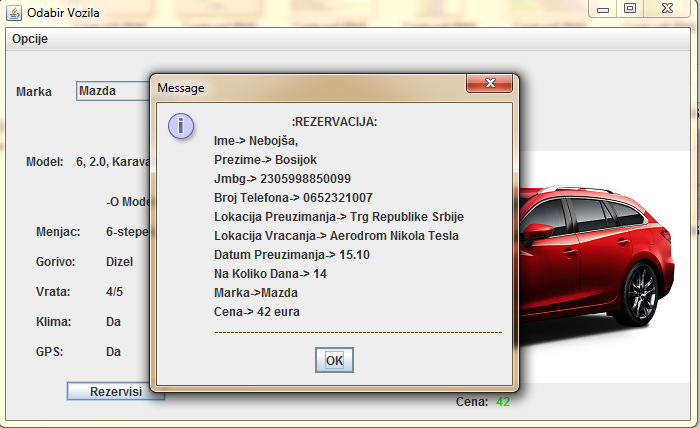 Odabir Vozila
Opcije
Marka
Mazda
Model:
6, 2.0, Karava
-O Mode
Menjac:
6-stepe
Gorivo:
Dizel
Vrata:
4/5
Klima:
Da
GPS:
Da
Rezervisi
Message
:REZERVACIJA:
Ime-> Nebojša,
Prezime-> Bosijok
Jmbg-> 2305998850099
Broj Telefona-> 0652321007
Lokacija Preuzimanja-> Trg Republike Srbije
Lokacija Vracanja-> Aerodrom Nikola Tesla
Datum Preuzimanja-> 15.10
Na Koliko Dana-> 14
Marka->Mazda
Cena-> 42 eura
OK
Cena: 42